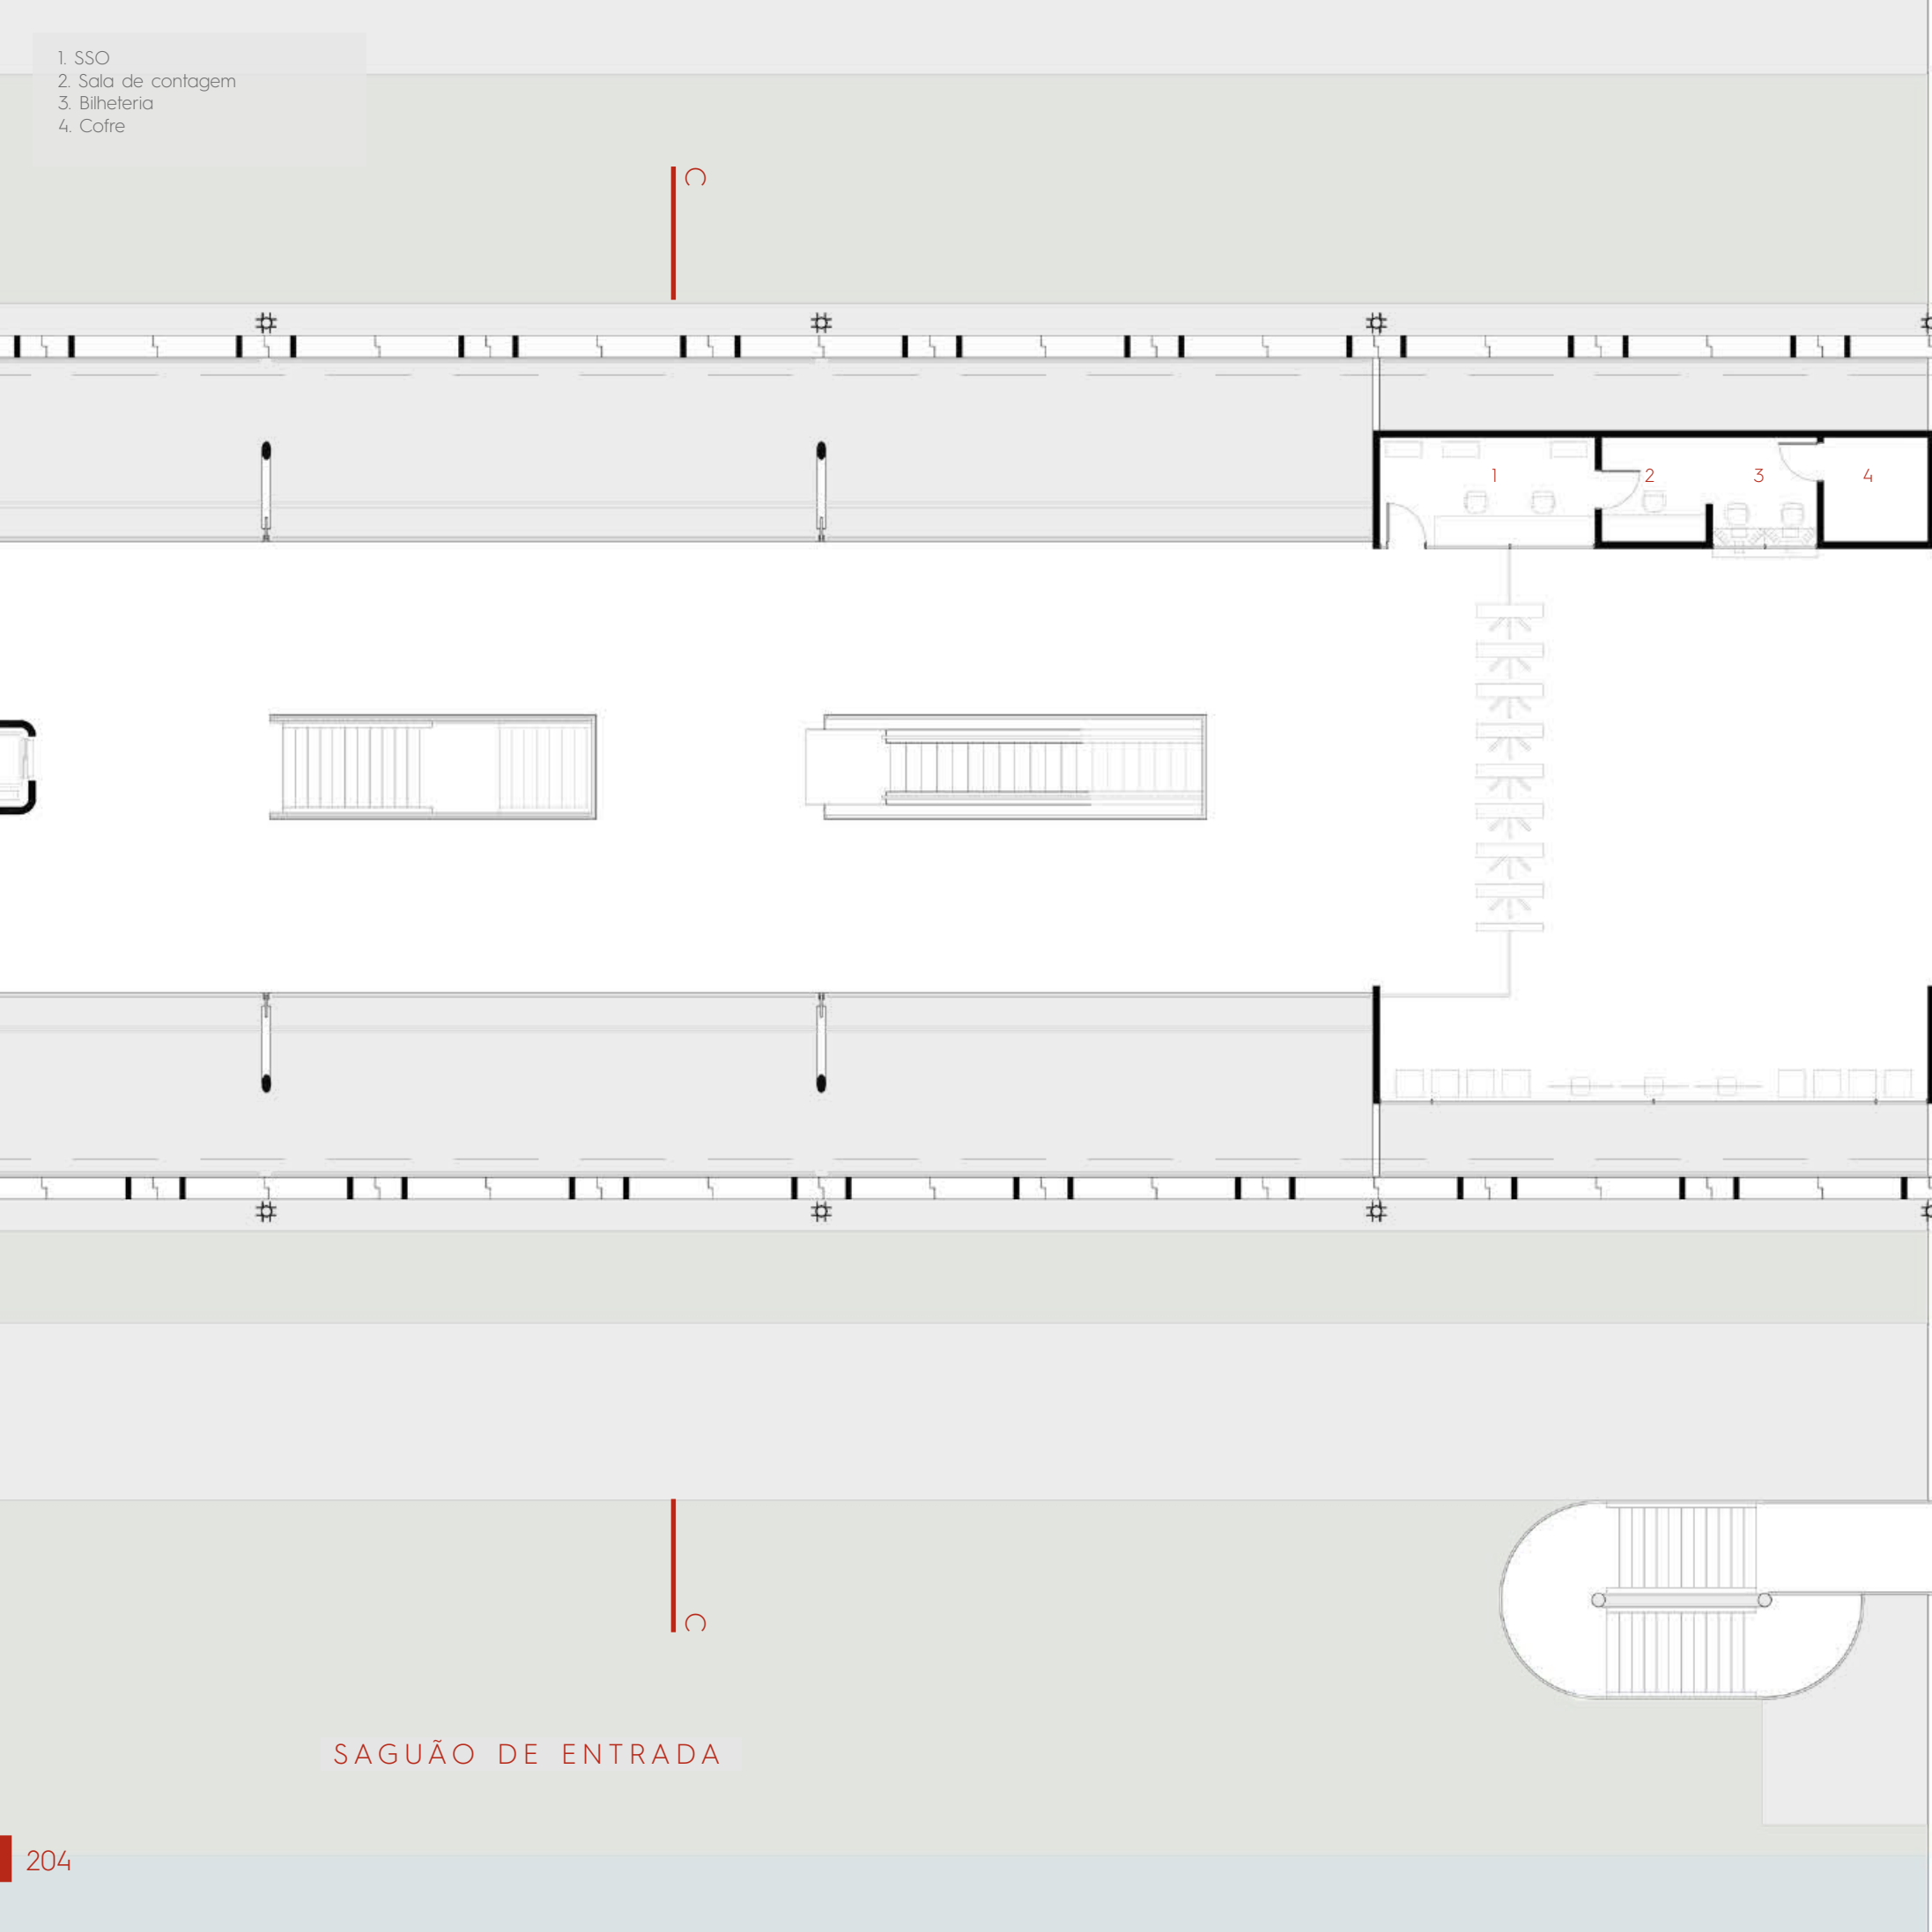 1. SSO
2. Sala de contagem
3. Bilheteria
4. Cofre
C
1
2
3
4
C
SAGUÃO DE ENTRADA
204